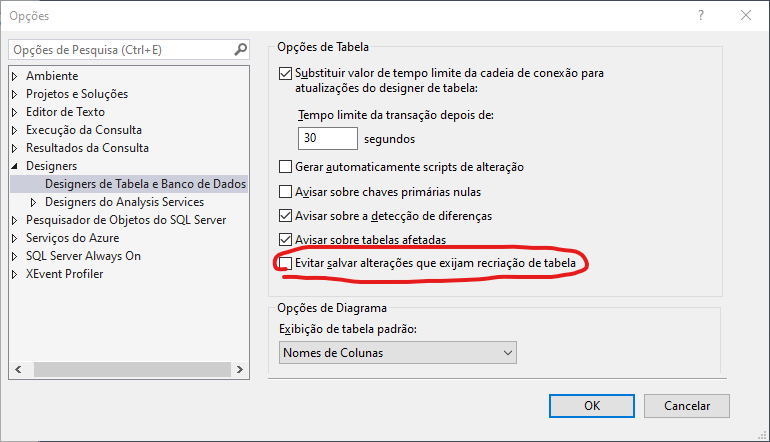 Opções
Opções de Pesquisa (Ctrl+E)
Ambiente
Projetos e Soluções
Editor de Texto
Execução da Consulta
Resultados da Consulta
Designers
Designers de Tabela e Banco de Dados
Designers do Analysis Services
Pesquisador de Objetos do SQL Server
Serviços do Azure
SQL Server Always On
XEvent Profiler
Opções de Tabela
Substituir valor de tempo limite da cadeia de conexão para
atualizações do designer de tabela:
Tempo limite da transação depois de:
30 segundos
Gerar automaticamente scripts de alteração
Avisar sobre chaves primárias nulas
Avisar sobre a detecção de diferenças
Avisar sobre tabelas afetadas
Evitar salvar alterações que exijam recriação de tabela
Opções de Diagrama
Exibição de tabela padrão:
Nomes de Colunas
OK Cancelar